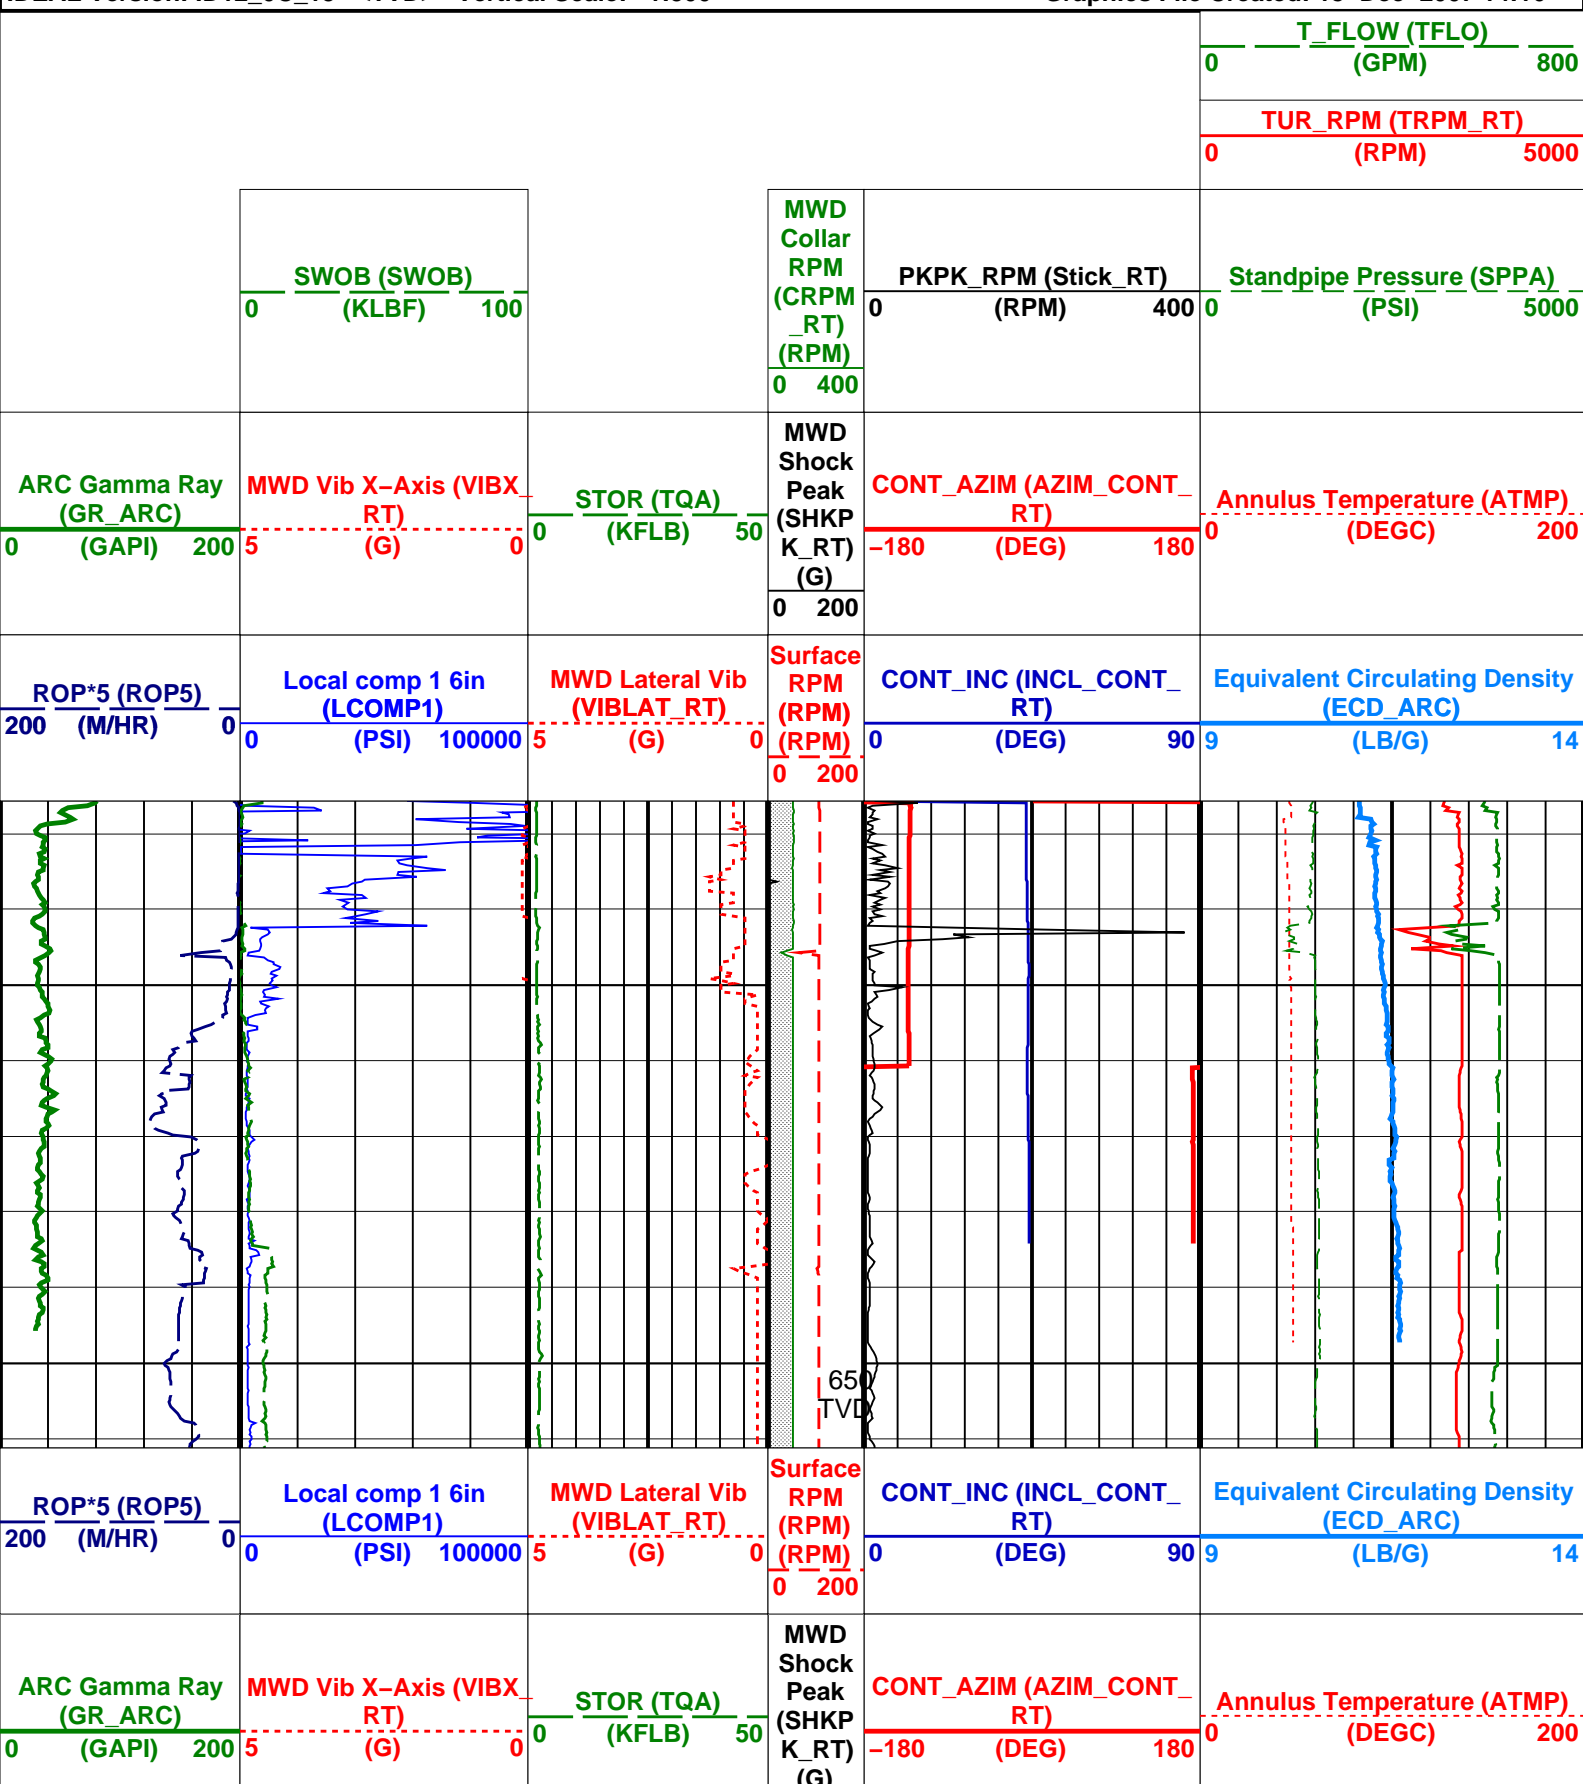 T_FLOW (TFLO)
0 (GPM) 800
TUR_RPM (TRPM_RT)
0 (RPM) 5000
SWOB (SWOB)
0 (KLBF) 100
MWD
Collar
RPM
(CRPM
_RT)
(RPM)
0 400
PKPK_RPM (Stick_RT)
0 (RPM) 400
Standpipe Pressure (SPPA)
0 (PSI) 5000
ARC Gamma Ray
(GR_ARC)
0 (GAPI) 200
MWD Vib X−Axis (VIBX_
RT)
5 (G) 0
STOR (TQA)
0 (KFLB) 50
MWD
Shock
Peak
(SHKP
K_RT)
(G)
0 200
CONT_AZIM (AZIM_CONT_
RT)
−180 (DEG) 180
Annulus Temperature (ATMP)
0 (DEGC) 200
ROP*5 (ROP5)
200 (M/HR) 0
Local comp 1 6in
(LCOMP1)
0 (PSI) 100000
MWD Lateral Vib
(VIBLAT_RT)
5 (G) 0
Surface
RPM
(RPM)
(RPM)
0 200
CONT_INC (INCL_CONT_
RT)
0 (DEG) 90
Equivalent Circulating Density
(ECD_ARC)
9 (LB/G) 14
650
TVD
ROP*5 (ROP5)
200 (M/HR) 0
Local comp 1 6in
(LCOMP1)
0 (PSI) 100000
MWD Lateral Vib
(VIBLAT_RT)
5 (G) 0
Surface
RPM
(RPM)
(RPM)
0 200
CONT_INC (INCL_CONT_
RT)
0 (DEG) 90
Equivalent Circulating Density
(ECD_ARC)
9 (LB/G) 14
ARC Gamma Ray
(GR_ARC)
0 (GAPI) 200
MWD Vib X−Axis (VIBX_
RT)
5 (G) 0
STOR (TQA)
0 (KFLB) 50
MWD
Shock
Peak
(SHKP
K_RT)
(G)
CONT_AZIM (AZIM_CONT_
RT)
−180 (DEG) 180
Annulus Temperature (ATMP)
0 (DEGC) 200